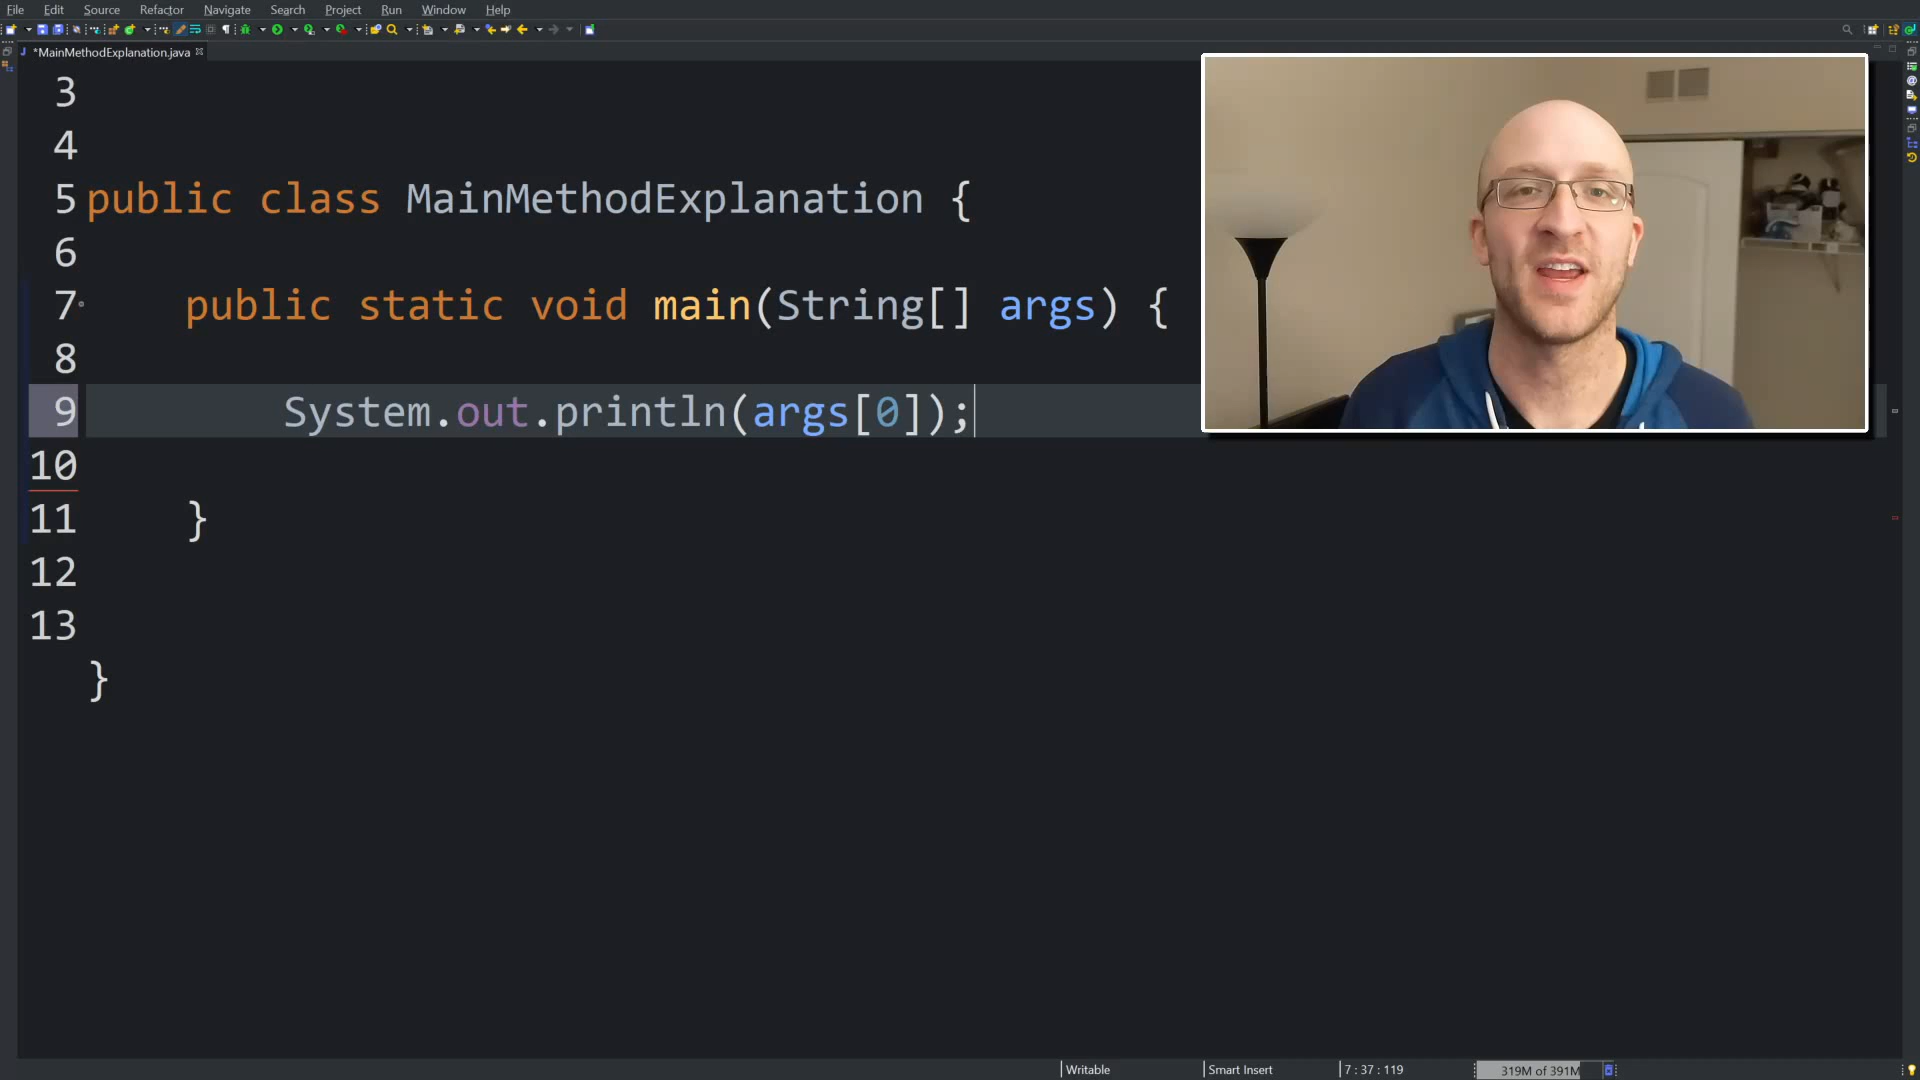 File Edit Source Refactor Navigate Search Project Run Window Help
*MainMethodExplanation.java
3
4
5 public class MainMethodExplanation {
6
7 public static void main(String[] args) {
8
9 System.out.println(args[0]);
10
11 }
12
13
}
Writable Smart Insert 7 : 37 : 119 319M of 391M